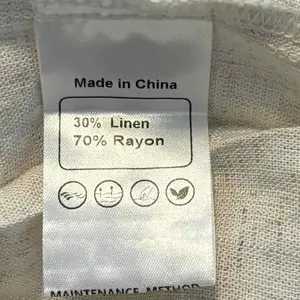 Made in China
30% Linen
70% Rayon
MAINTENANCE METHOD